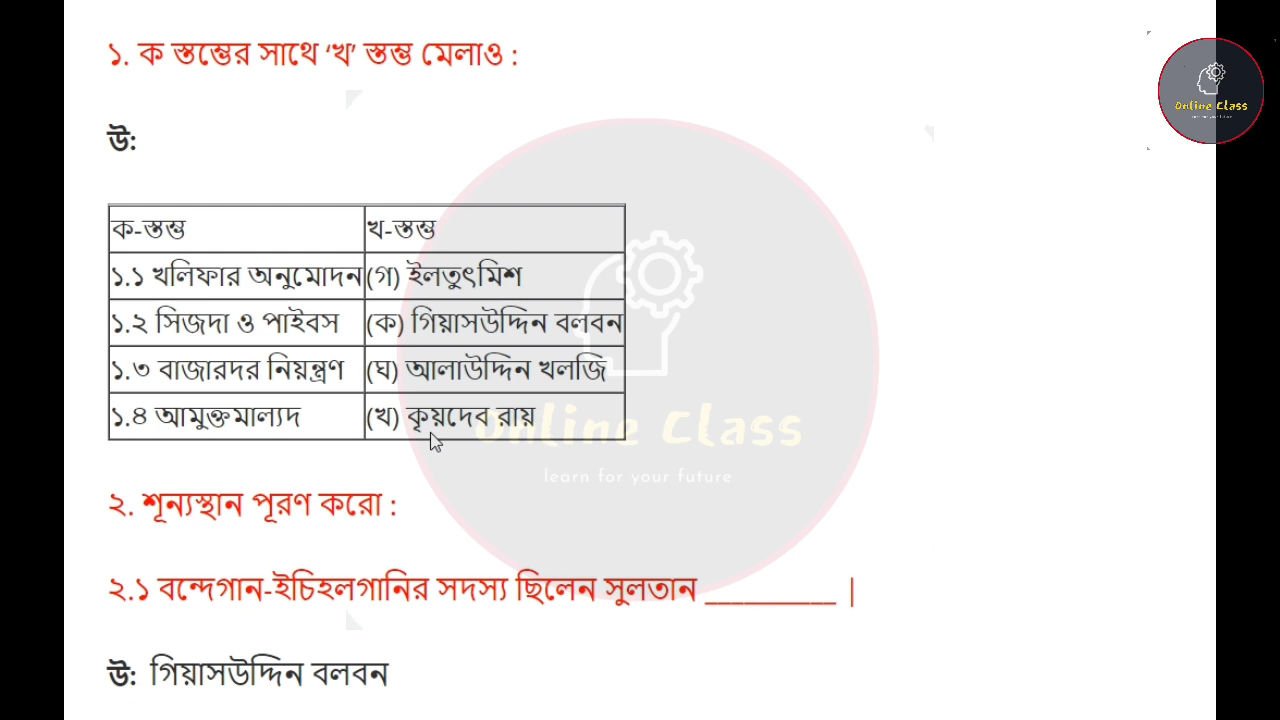 ১. ক স্তম্ভের সাথে ‘খ’ স্তম্ভ মেলাও :
Online Class
উ:
ক-স্তম্ভ খ-স্তম্ভ
১.১ খলিফার অনুমোদন (গ) ইলতুৎমিশ
১.২ সিজদা ও পাইবস (ক) গিয়াসউদ্দিন বলবন
১.৩ বাজারদর নিয়ন্ত্রণ (ঘ) আলাউদ্দিন খলজি
১.৪ আমুক্তমাল্যদ (খ) কৃয়দেব রায়
Online Class
learn for your future
২. শূন্যস্থান পূরণ করো :
২.১ বন্দেগান-ইচিহলগানির সদস্য ছিলেন সুলতান __________ |
উ: গিয়াসউদ্দিন বলবন